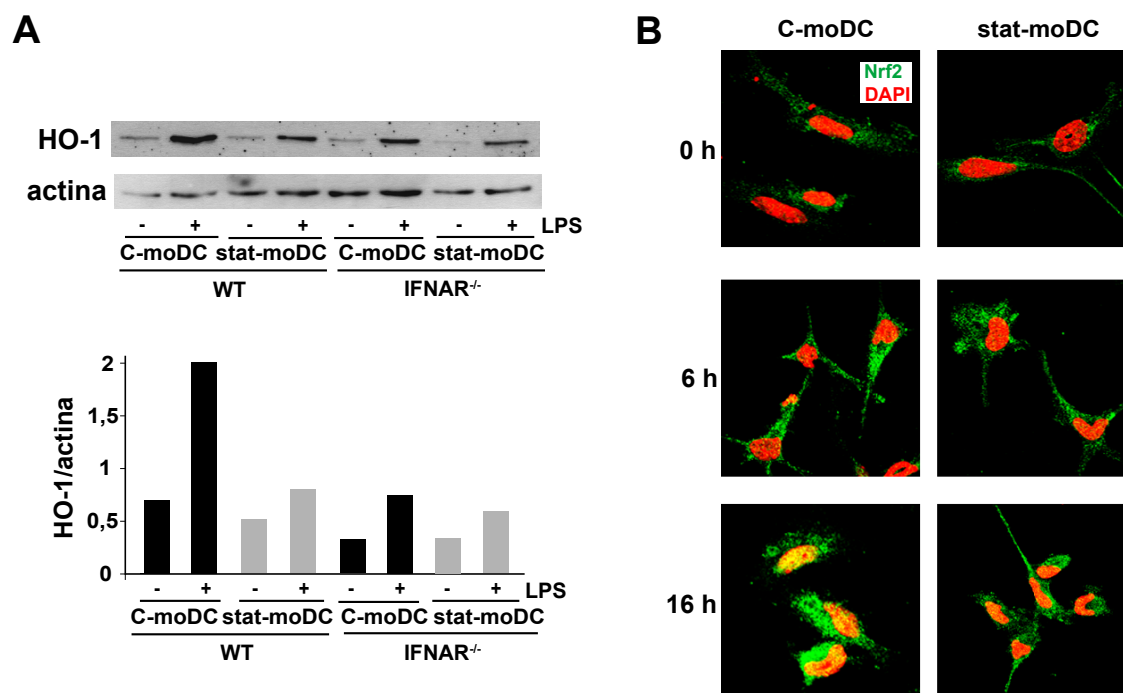 A
HO-1
actina
- + - + - + - + LPS
C-moDC stat-moDC C-moDC stat-moDC
WT IFNAR-/-
HO-1/actina
2
1,5
1
0,5
0
- + - + - + - + LPS
C-moDC stat-moDC C-moDC stat-moDC
WT IFNAR-/-
B
C-moDC stat-moDC
Nrf2
DAPI
0 h
6 h
16 h